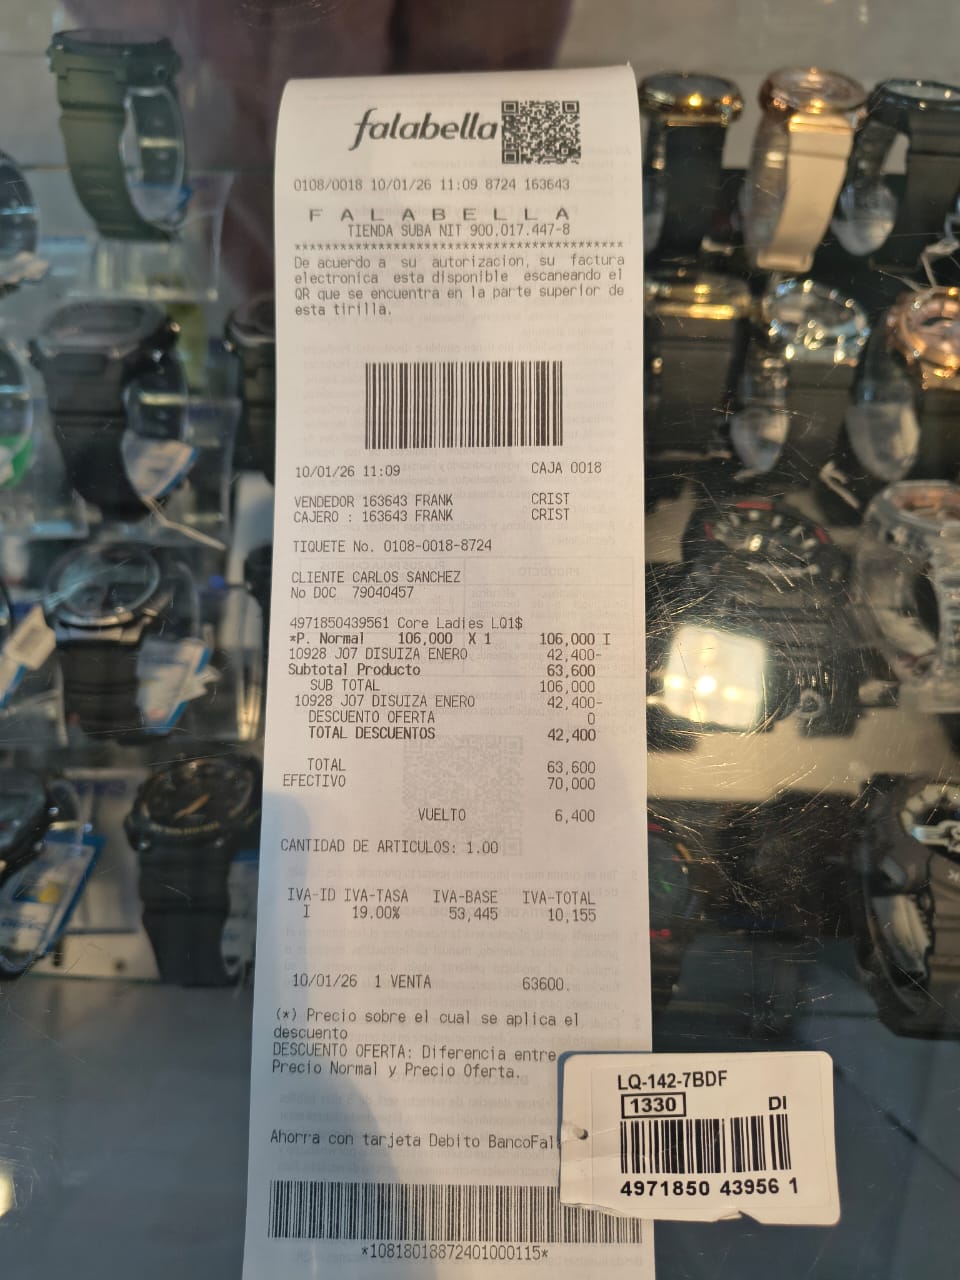 falabella
0108/0018 10/01/26 11:09 8724 163643
F A L A B E L L A
TIENDA SUBA NIT 900.017.447-8
*******************************************
De acuerdo a su autorizacion, su factura
electronica esta disponible escaneando el
QR que se encuentra en la parte superior de
esta tirilla.
10/01/26 11:09 CAJA 0018
VENDEDOR 163643 FRANK CRIST
CAJERO : 163643 FRANK CRIST
TIQUETE No. 0108-0018-8724
CLIENTE CARLOS SANCHEZ
No DOC 79040457
4971850439561 Core Ladies LQ1$
*P. Normal 106,000 X 1 106,000 I
10928 J07 DISUIZA ENERO 42,400-
Subtotal Producto 63,600
SUB TOTAL 106,000
10928 J07 DISUIZA ENERO 42,400-
DESCUENTO OFERTA 0
TOTAL DESCUENTOS 42,400
TOTAL 63,600
EFECTIVO 70,000
VUELTO 6,400
CANTIDAD DE ARTICULOS: 1.00
IVA-ID IVA-TASA IVA-BASE IVA-TOTAL
I 19.00% 53,445 10,155
10/01/26 1 VENTA 63600.
(*) Precio sobre el cual se aplica el
descuento
DESCUENTO OFERTA: Diferencia entre
Precio Normal y Precio Oferta.
Ahorra con tarjeta Debito BancoFal
*10818018872401000115*
LQ-142-7BDF
1330 DI
4971850 43956 1